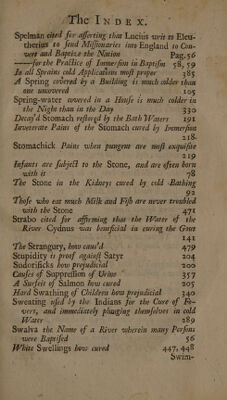 The INDEX.
Spelman cited for asserting that Lucius writ to Eleu-
therius to send Missionaries into England to Con-
vert and Baptize the Nation Pag. 56
——for the Practice of Immersion in Baptism 58, 59
In all Sprains cold Applications most proper 385
A Spring covered by a Building is much colder than
one uncovered 105
Spring-water covered in a House is much colder in
the Night than in the Day 330
Decay'd Stomach restored by the Bath Waters 191
Inveterate Pains of the Stomach cured by Immersion
218.
Stomachick Pains when pungent are most exquisite
219
Infants are subject to the Stone, and are often born
with it 78
The Stone in the Kidneys cured by cold Bathing
92
Those who eat much Milk and Fish are never troubled
with the Stone 471
Strabo cited for affirming that the Water of the
River Cydnus was beneficial in curing the Gout
141
The Strangury, how caus'd 479
Stupidity is proof against Satyr 204
Sudorificks how prejudicial 200
Causes of Suppression of Urine 357
A Surfeit of Salmon how cured 205
Hard Swathing of Children how prejudicial 340
Sweating used by the Indians for the Cure of Fe-
vers, and immediately plunging themselves in cold
Water 289
Swalva the Name of a River wherein many Persons
were Baptised 56
White Swellings how cured 447, 448
Swim-